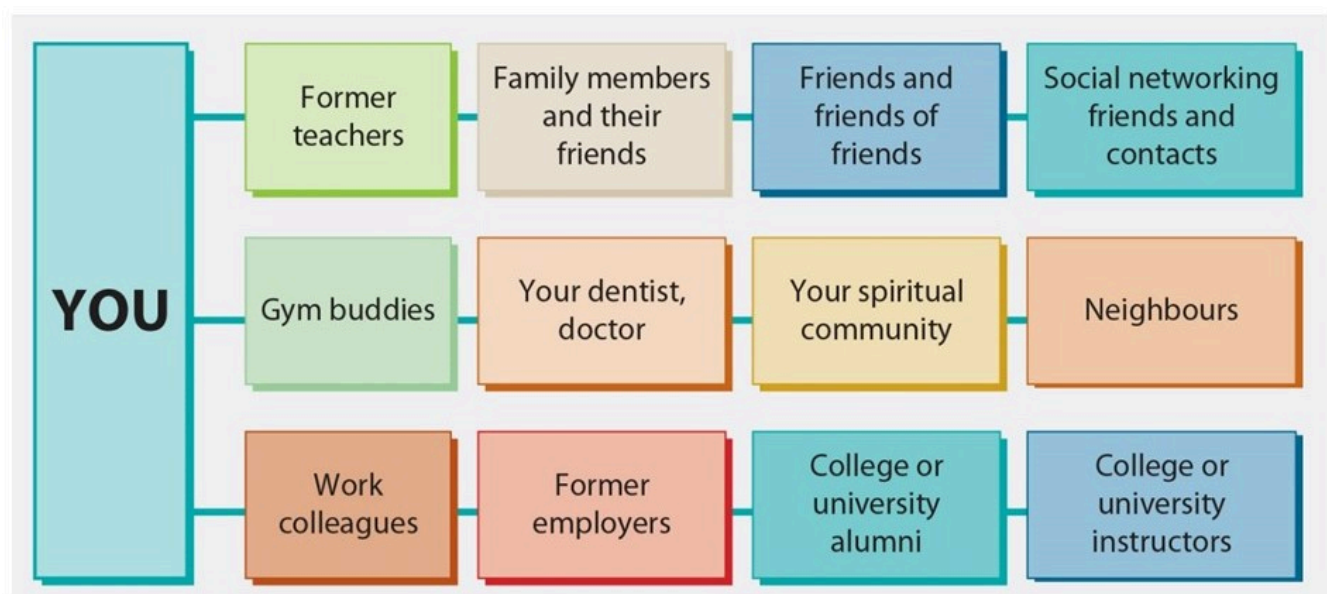 YOU
Former
teachers
Family members
and their
friends
Friends and
friends of
friends
Social networking
friends and
contacts
Gym buddies
Your dentist,
doctor
Your spiritual
community
Neighbours
Work
colleagues
Former
employers
College or
university
alumni
College or
university
instructors